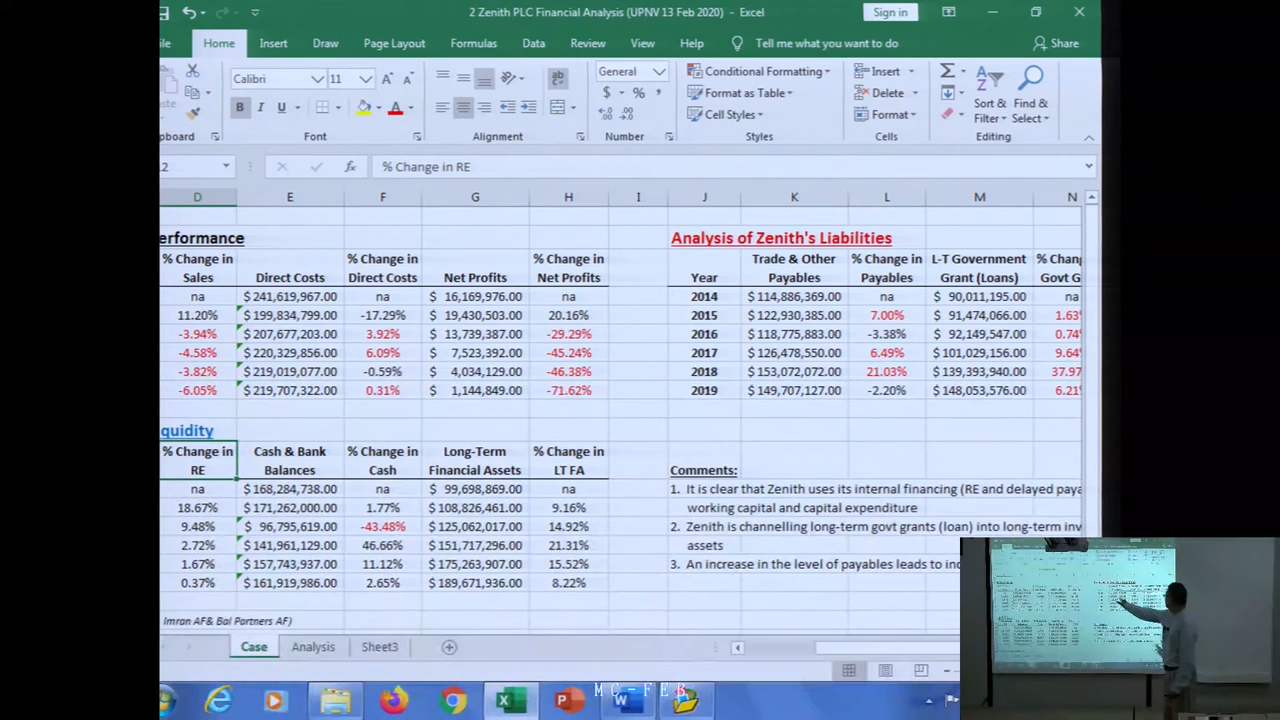 2 Zenith PLC Financial Analysis (UPNV 13 Feb 2020) - Excel
Sign in
ile Home Insert Draw Page Layout Formulas Data Review View Help Tell me what you want to do Share
Calibri 11 General Conditional Formatting Insert
Format as Table Delete
Cell Styles Format
Sort & Filter Find & Select
pboard Font Alignment Number Styles Cells Editing
% Change in RE
D E F G H I J K L M N
erformance Analysis of Zenith's Liabilities
% Change in % Change in % Change in Trade & Other % Change in L-T Government % Chang
Sales Direct Costs Direct Costs Net Profits Net Profits Year Payables Payables Grant (Loans) Govt G
na $ 241,619,967.00 na $ 16,169,976.00 na 2014 $ 114,886,369.00 na $ 90,011,195.00 na
11.20% $ 199,834,799.00 -17.29% $ 19,430,503.00 20.16% 2015 $ 122,930,385.00 7.00% $ 91,474,066.00 1.63%
-3.94% $ 207,677,203.00 3.92% $ 13,739,387.00 -29.29% 2016 $ 118,775,883.00 -3.38% $ 92,149,547.00 0.74%
-4.58% $ 220,329,856.00 6.09% $ 7,523,392.00 -45.24% 2017 $ 126,478,550.00 6.49% $ 101,029,156.00 9.64%
-3.82% $ 219,019,077.00 -0.59% $ 4,034,129.00 -46.38% 2018 $ 153,072,072.00 21.03% $ 139,393,940.00 37.97
-6.05% $ 219,707,322.00 0.31% $ 1,144,849.00 -71.62% 2019 $ 149,707,127.00 -2.20% $ 148,053,576.00 6.21%
quidity
% Change in Cash & Bank % Change in Long-Term % Change in
RE Balances Cash Financial Assets LT FA Comments:
na $ 168,284,738.00 na $ 99,698,869.00 na 1. It is clear that Zenith uses its internal financing (RE and delayed paya
18.67% $ 171,262,000.00 1.77% $ 108,826,461.00 9.16% working capital and capital expenditure
9.48% $ 96,795,619.00 -43.48% $ 125,062,017.00 14.92% 2. Zenith is channelling long-term govt grants (loan) into long-term inv
2.72% $ 141,961,129.00 46.66% $ 151,717,296.00 21.31% assets
1.67% $ 157,743,937.00 11.12% $ 175,263,907.00 15.52% 3. An increase in the level of payables leads to inc
0.37% $ 161,919,986.00 2.65% $ 189,671,936.00 8.22%
Imran AF& Bal Partners AF)
Case Analysis Sheet3
MC-FEB